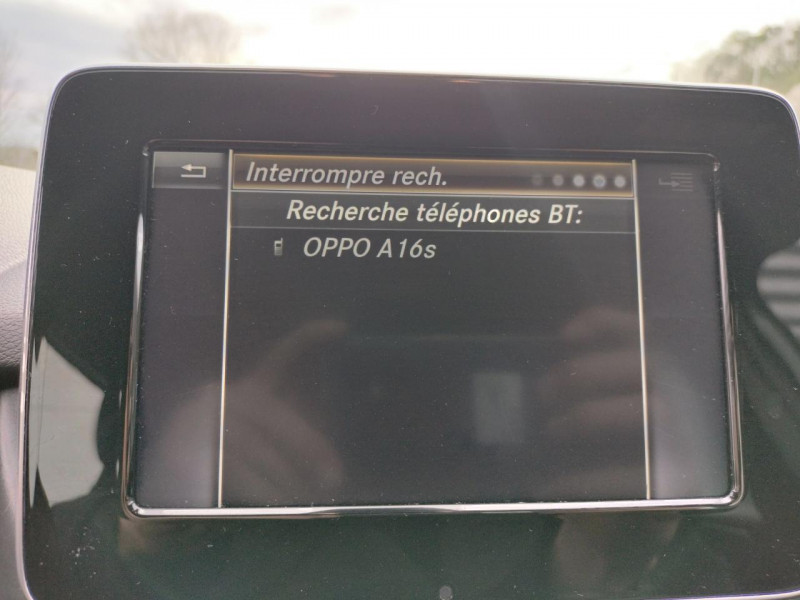 Interrompre rech.
Recherche téléphones BT:
OPPO A16s